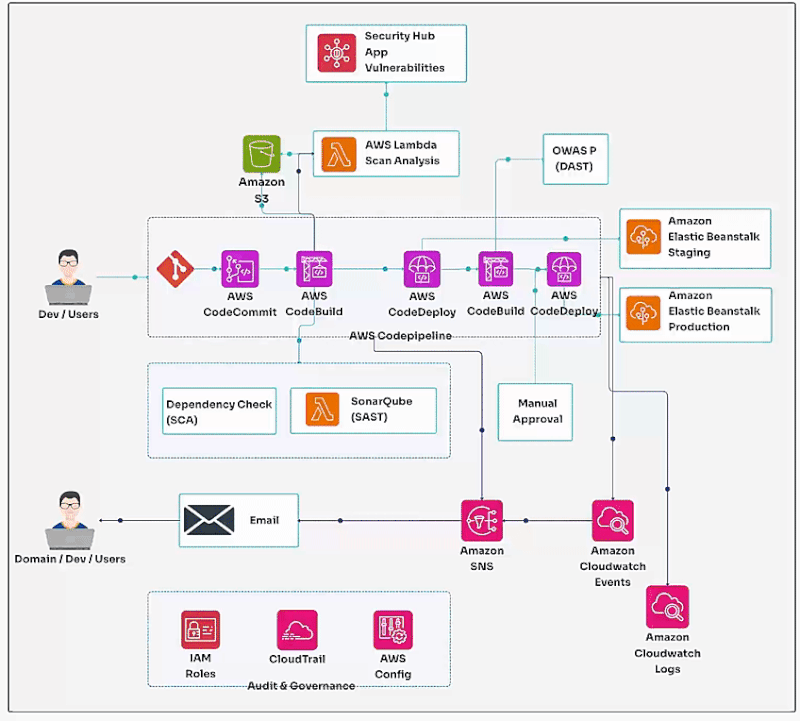 Security Hub
App
Vulnerabilities
AWS Lambda
Scan Analysis
OWAS P
(DAST)
Amazon
S3
Amazon
Elastic Beanstalk
Staging
Dev / Users
AWS
CodeCommit
AWS
CodeBuild
AWS
CodeDeploy
AWS
CodeBuild
AWS
CodeDeploy
Amazon
Elastic Beanstalk
Production
AWS Codepipeline
Dependency Check
(SCA)
SonarQube
(SAST)
Manual
Approval
Domain / Dev / Users
Email
Amazon
SNS
Amazon
Cloudwatch
Events
Amazon
Cloudwatch
Logs
IAM
Roles
CloudTrail
AWS
Config
Audit & Governance